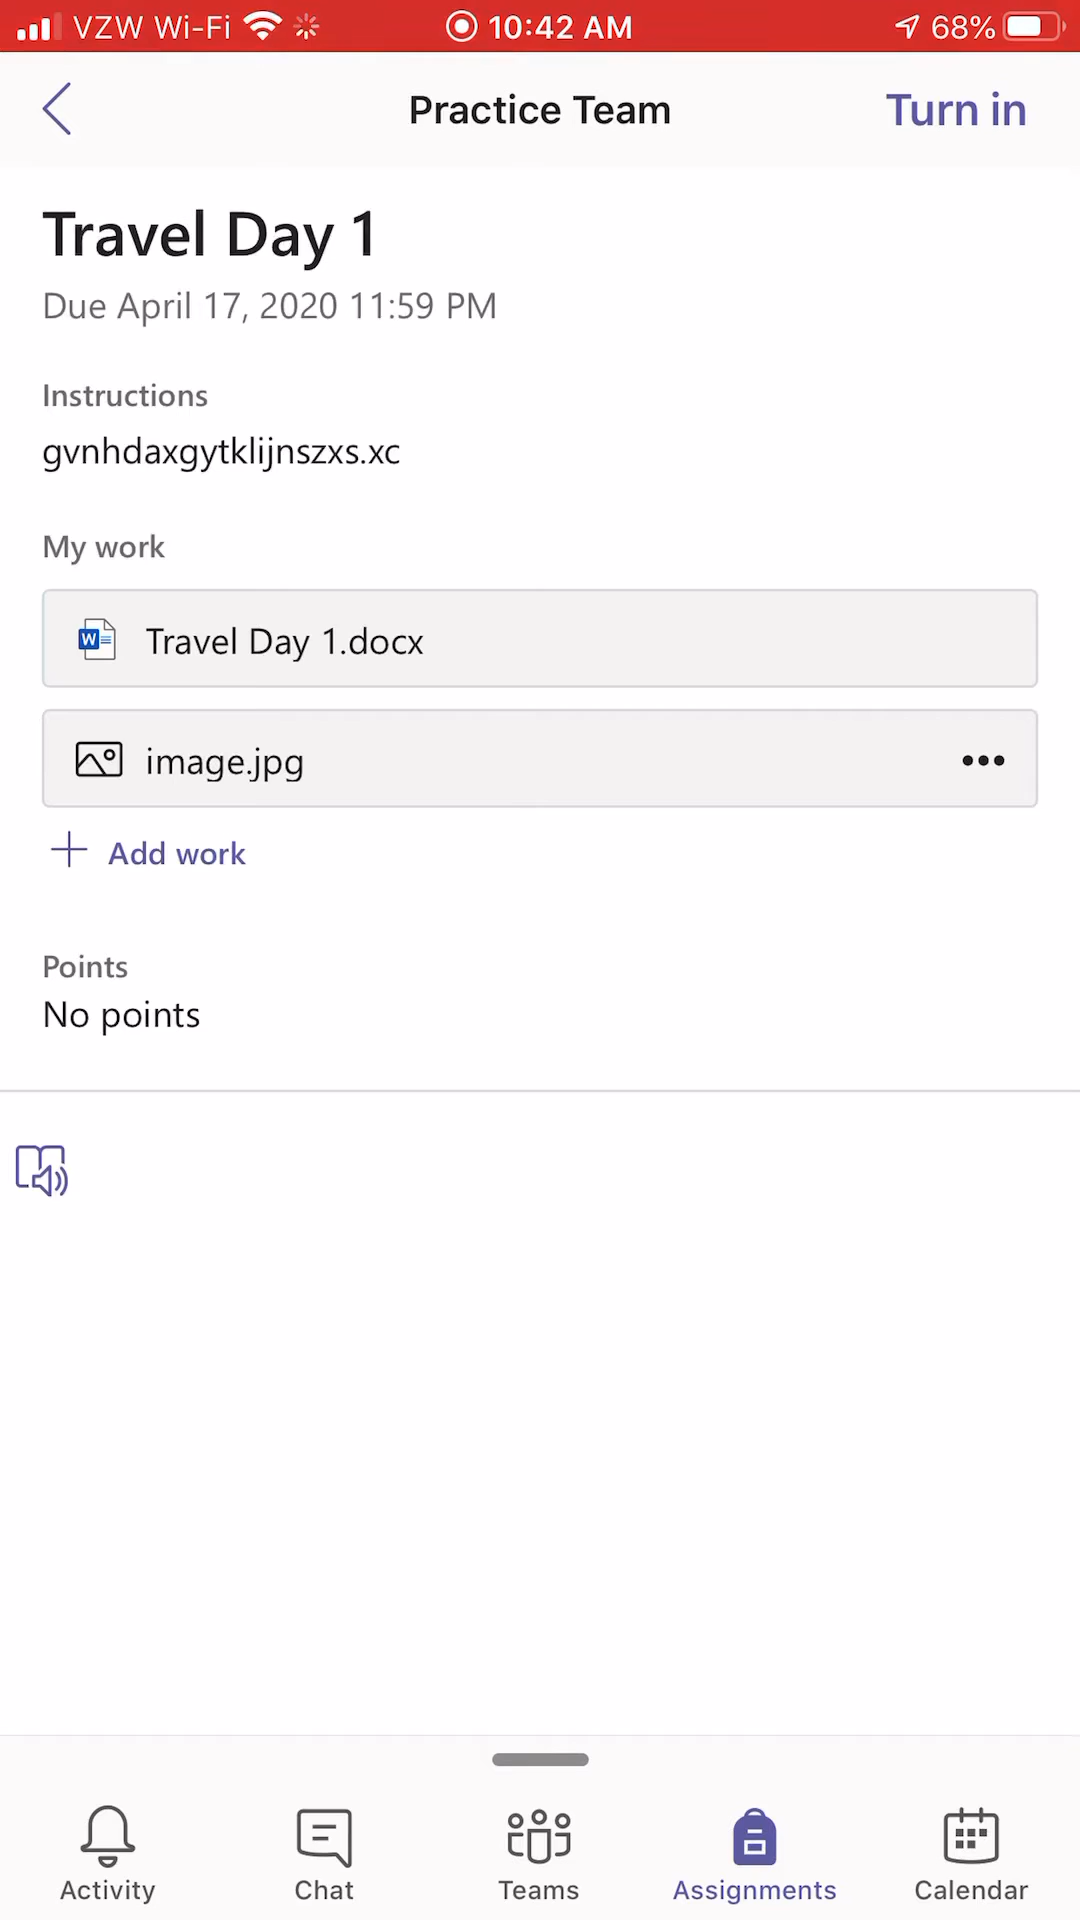 VZW Wi-Fi 10:42 AM 68%
Practice Team Turn in
Travel Day 1
Due April 17, 2020 11:59 PM
Instructions
gvnhdaxgytklijnszxs.xc
My work
W Travel Day 1.docx
image.jpg
Add work
Points
No points
Activity Chat Teams Assignments Calendar